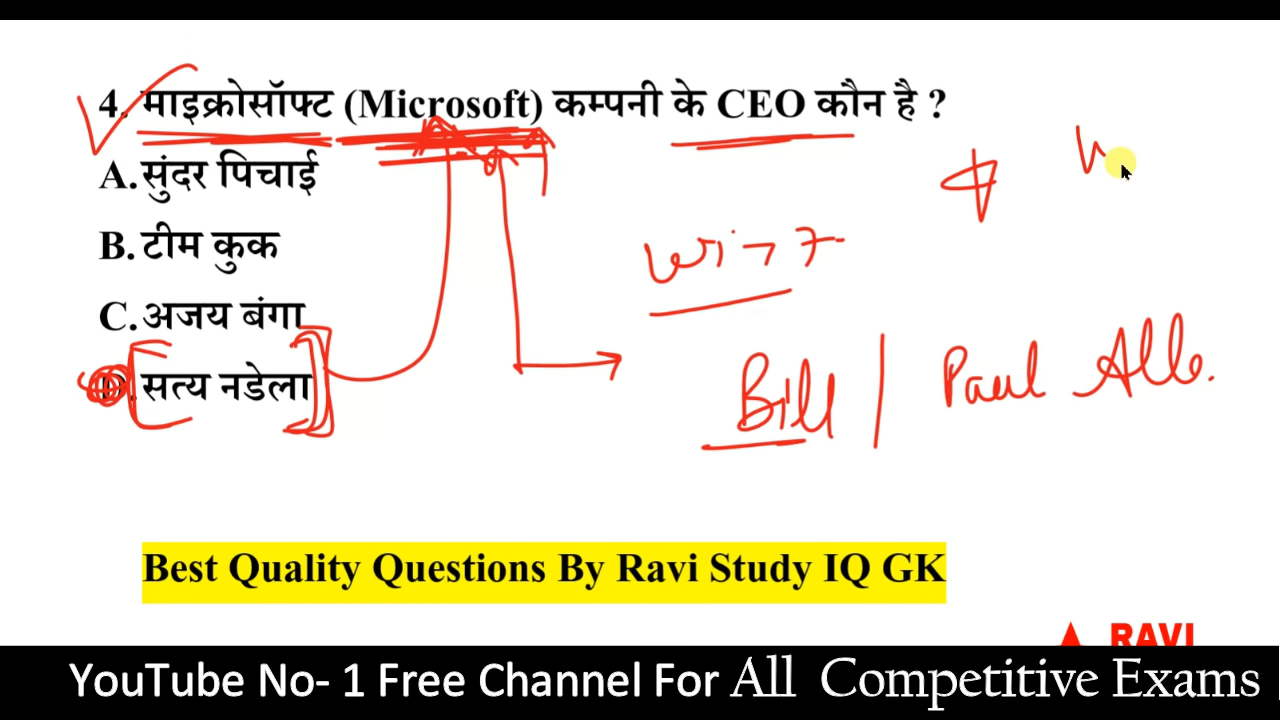 4. माइक्रोसॉफ्ट (Microsoft) कम्पनी के CEO कौन है ?
A. सुंदर पिचाई
B. टीम कुक
C. अजय बंगा
D. सत्य नडेला
Bill / Paul
Best Quality Questions By Ravi Study IQ GK
RAVI
YouTube No- 1 Free Channel For All Competitive Exams